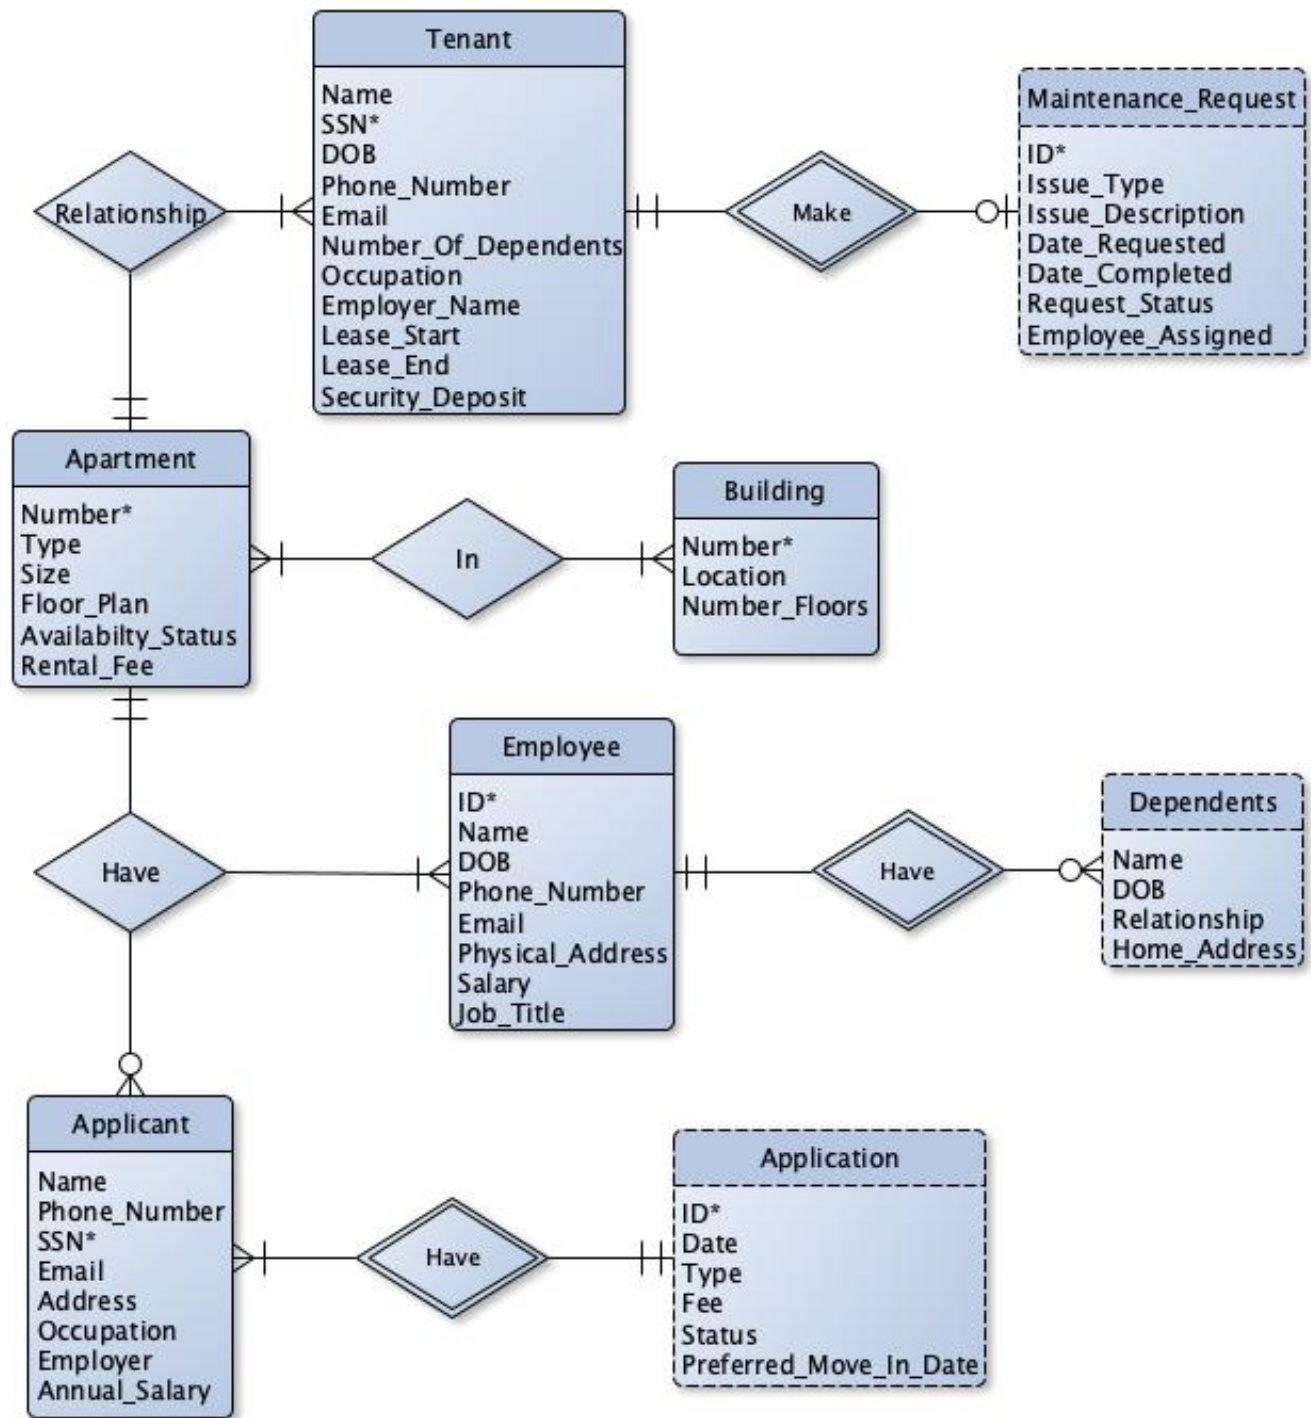 Tenant
Name
SSN*
DOB
Phone_Number
Email
Number_Of_Dependents
Occupation
Employer_Name
Lease_Start
Lease_End
Security_Deposit
Maintenance_Request
ID*
Issue_Type
Issue_Description
Date_Requested
Date_Completed
Request_Status
Employee_Assigned
Relationship
Make
Apartment
Number*
Type
Size
Floor_Plan
Availabilty_Status
Rental_Fee
In
Building
Number*
Location
Number_Floors
Employee
ID*
Name
DOB
Phone_Number
Email
Physical_Address
Salary
Job_Title
Have
Have
Dependents
Name
DOB
Relationship
Home_Address
Applicant
Name
Phone_Number
SSN*
Email
Address
Occupation
Employer
Annual_Salary
Have
Application
ID*
Date
Type
Fee
Status
Preferred_Move_In_Date